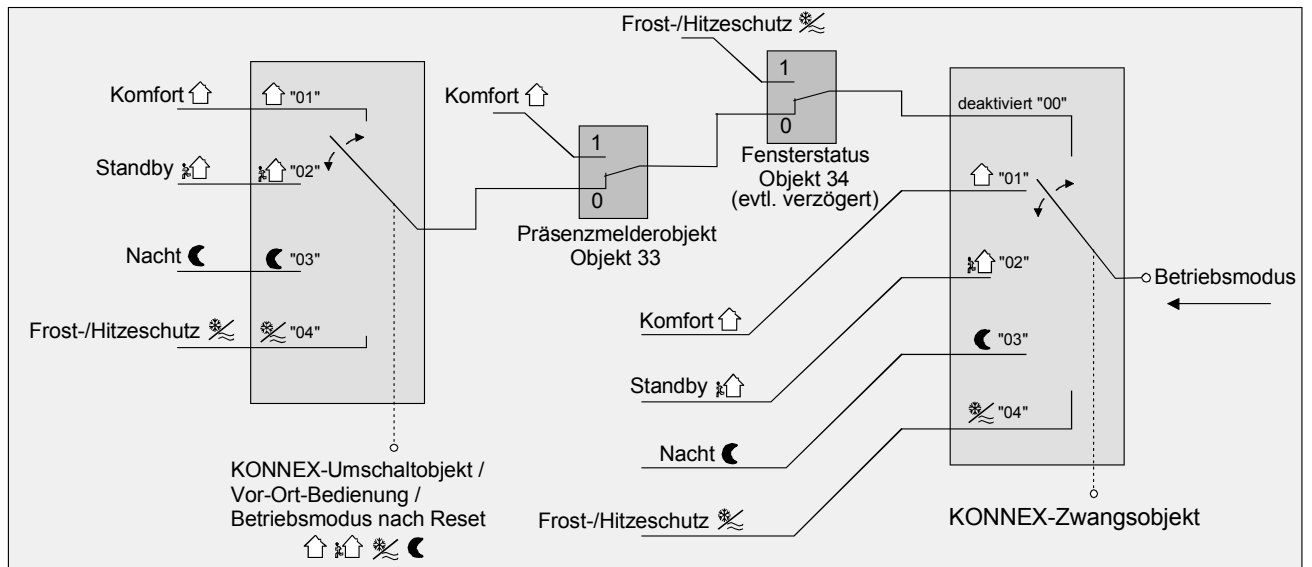 Komfort
"01"
Standby
"02"
Nacht
"03"
Frost-/Hitzeschutz
"04"
KONNEX-Umschaltobjekt /
Vor-Ort-Bedienung /
Betriebsmodus nach Reset
Komfort
1
0
Präsenzmelderobjekt
Objekt 33
Frost-/Hitzeschutz
1
0
Fensterstatus
Objekt 34
(evtl. verzögert)
deaktiviert "00"
"01"
"02"
"03"
"04"
Komfort
Standby
Nacht
Frost-/Hitzeschutz
KONNEX-Zwangsobjekt
Betriebsmodus